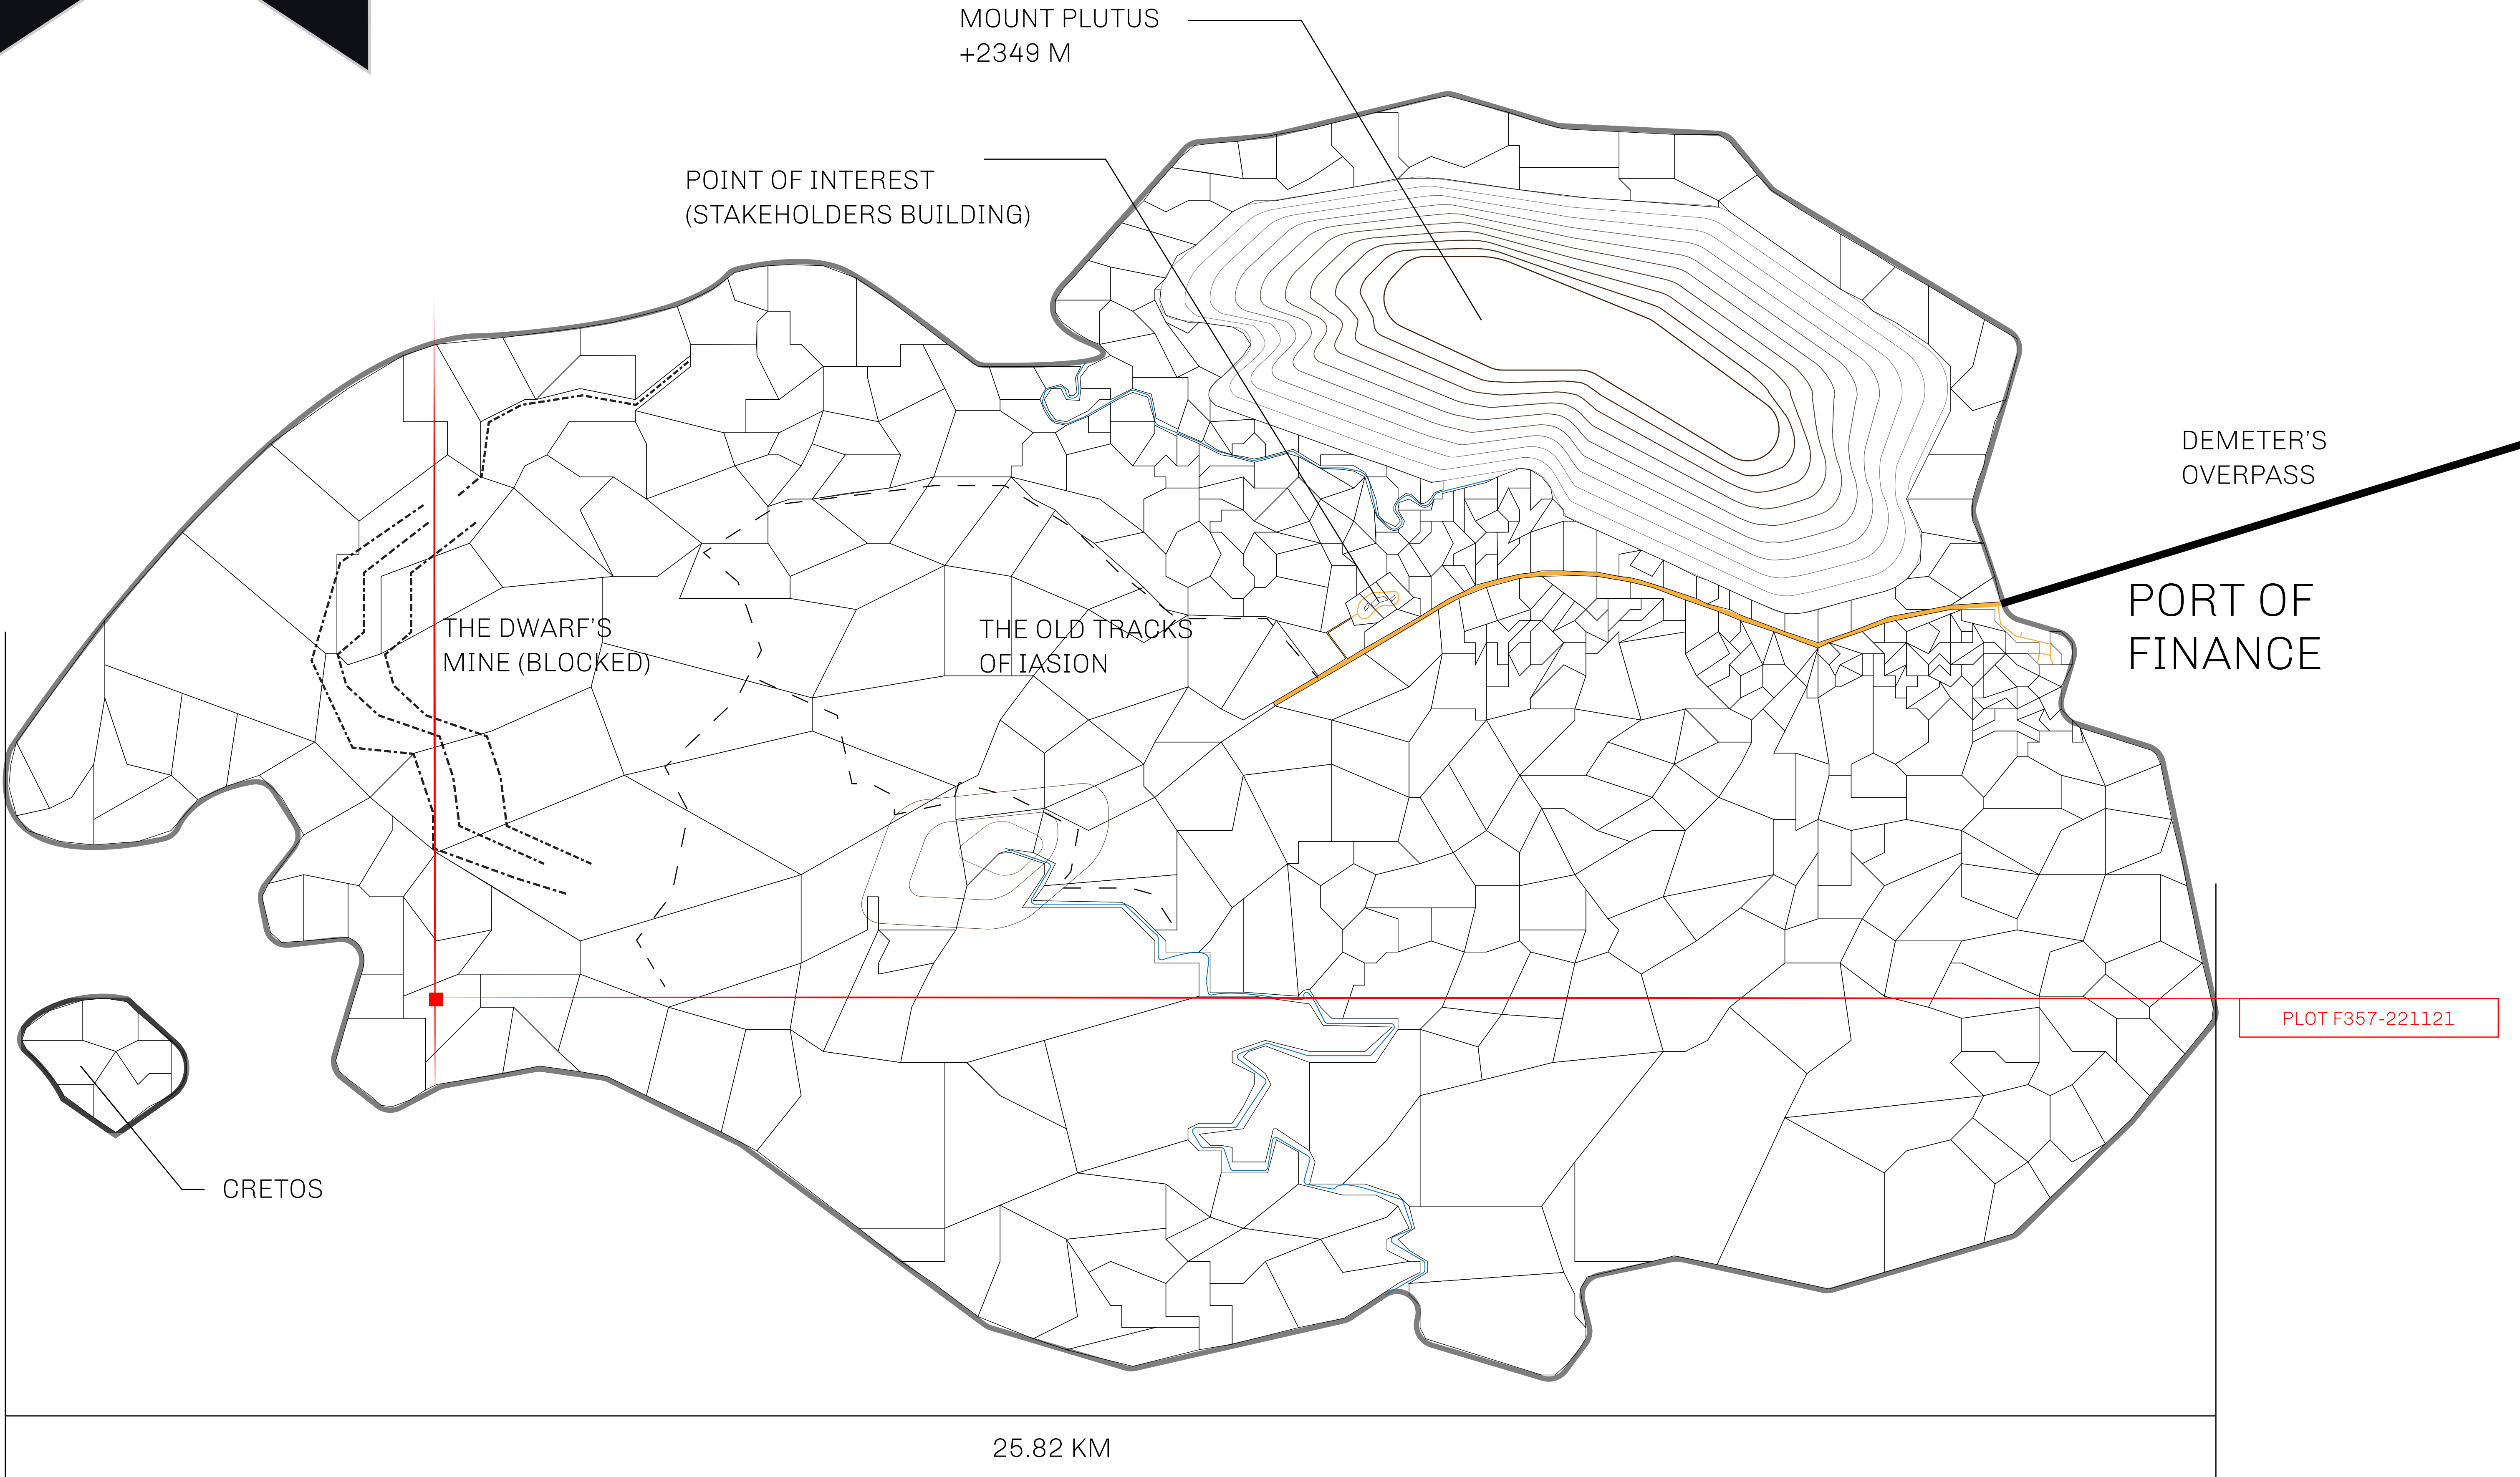 MOUNT PLUTUS
+2349 M
POINT OF INTEREST
(STAKEHOLDERS BUILDING)
DEMETER'S
OVERPASS
PORT OF
FINANCE
THE DWARF'S
MINE (BLOCKED)
THE OLD TRACKS
OF IASION
PLOT F357-221121
CRETOS
25.82 KM